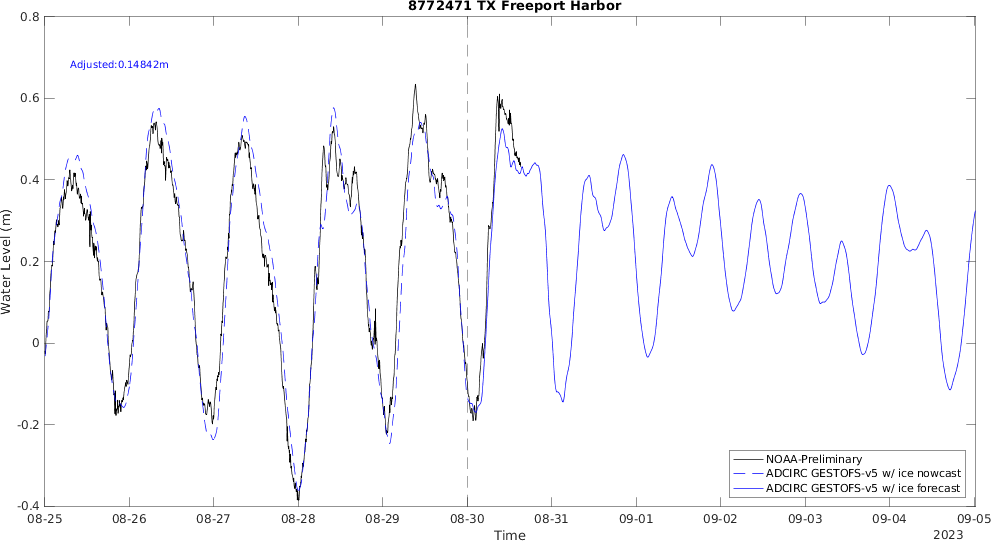 8772471 TX Freeport Harbor
Adjusted:0.14842m
Water Level (m)
0.8
0.6
0.4
0.2
0
-0.2
-0.4
NOAA-Preliminary
ADCIRC GESTOFS-v5 w/ ice nowcast
ADCIRC GESTOFS-v5 w/ ice forecast
08-25 08-26 08-27 08-28 08-29 08-30 08-31 09-01 09-02 09-03 09-04 09-05
Time
2023